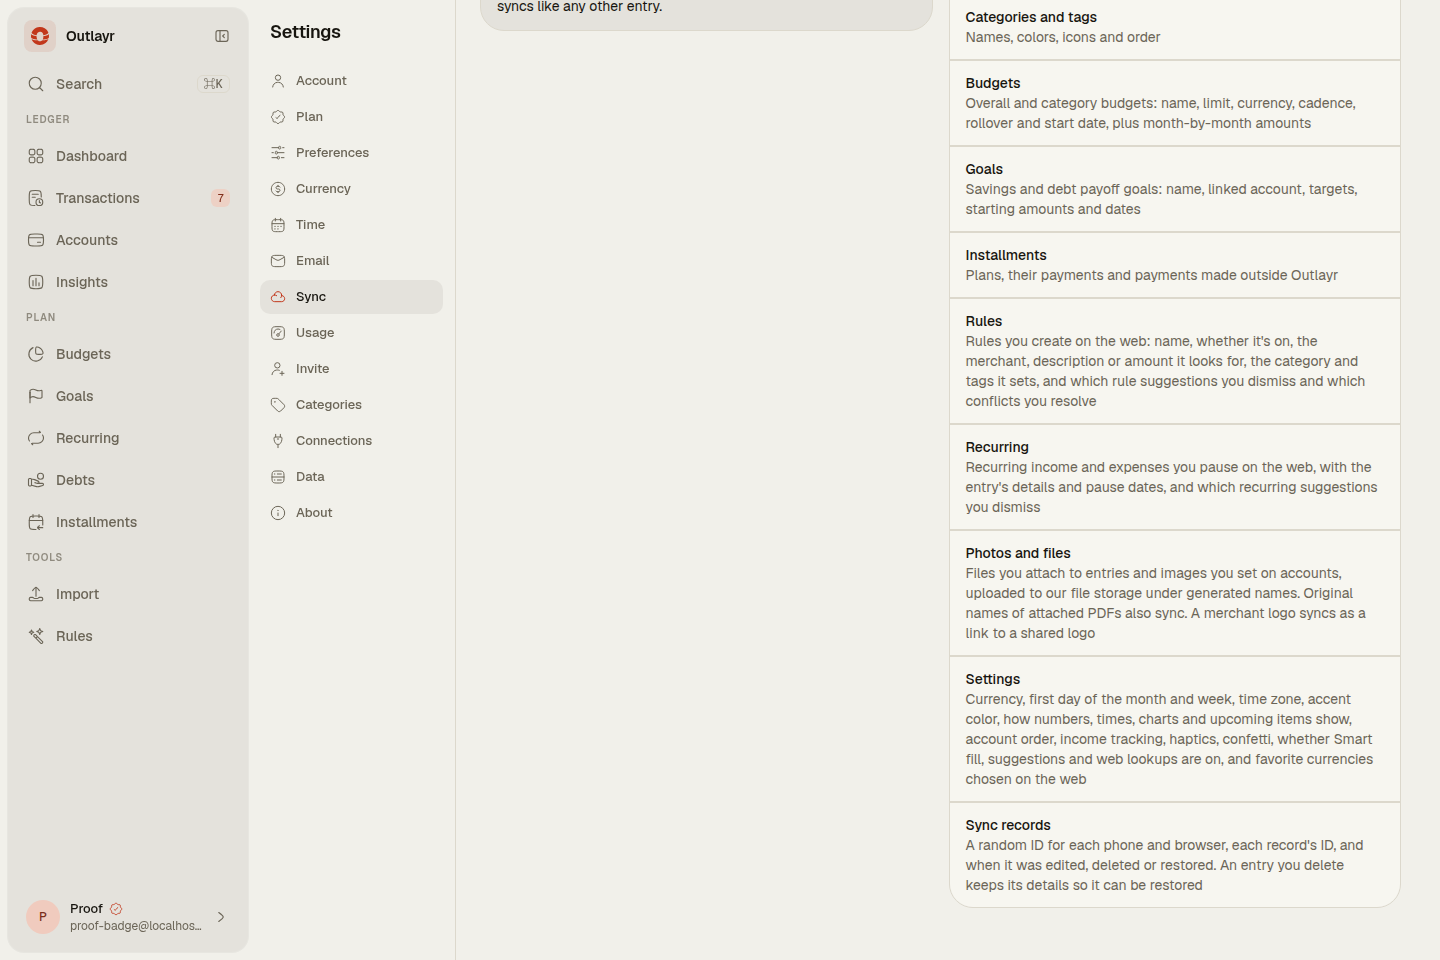 Outlayr
Search
⌘K
LEDGER
Dashboard
Transactions
7
Accounts
Insights
PLAN
Budgets
Goals
Recurring
Debts
Installments
TOOLS
Import
Rules
P
Proof
proof-badge@localhos...
Settings
Account
Plan
Preferences
Currency
Time
Email
Sync
Usage
Invite
Categories
Connections
Data
About
syncs like any other entry.
Categories and tags
Names, colors, icons and order
Budgets
Overall and category budgets: name, limit, currency, cadence,
rollover and start date, plus month-by-month amounts
Goals
Savings and debt payoff goals: name, linked account, targets,
starting amounts and dates
Installments
Plans, their payments and payments made outside Outlayr
Rules
Rules you create on the web: name, whether it's on, the
merchant, description or amount it looks for, the category and
tags it sets, and which rule suggestions you dismiss and which
conflicts you resolve
Recurring
Recurring income and expenses you pause on the web, with the
entry's details and pause dates, and which recurring suggestions
you dismiss
Photos and files
Files you attach to entries and images you set on accounts,
uploaded to our file storage under generated names. Original
names of attached PDFs also sync. A merchant logo syncs as a
link to a shared logo
Settings
Currency, first day of the month and week, time zone, accent
color, how numbers, times, charts and upcoming items show,
account order, income tracking, haptics, confetti, whether Smart
fill, suggestions and web lookups are on, and favorite currencies
chosen on the web
Sync records
A random ID for each phone and browser, each record's ID, and
when it was edited, deleted or restored. An entry you delete
keeps its details so it can be restored